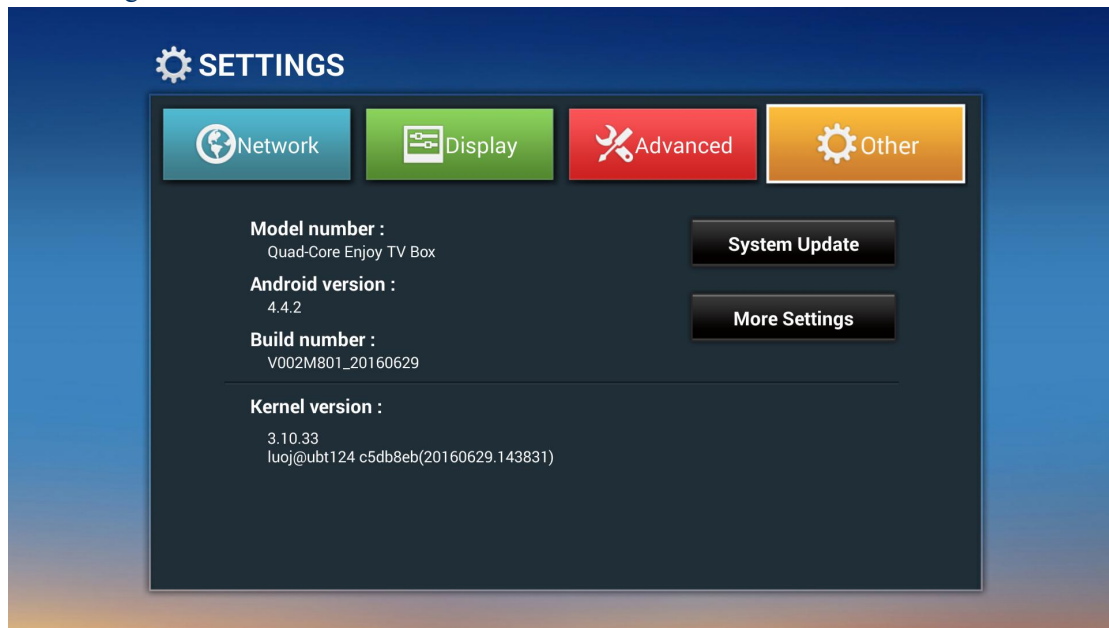 SETTINGS
Network
Display
Advanced
Other
Model number :
Quad-Core Enjoy TV Box
System Update
Android version :
4.4.2
More Settings
Build number :
V002M801_20160629
Kernel version :
3.10.33
luoj@ubt124 c5db8eb(20160629.143831)